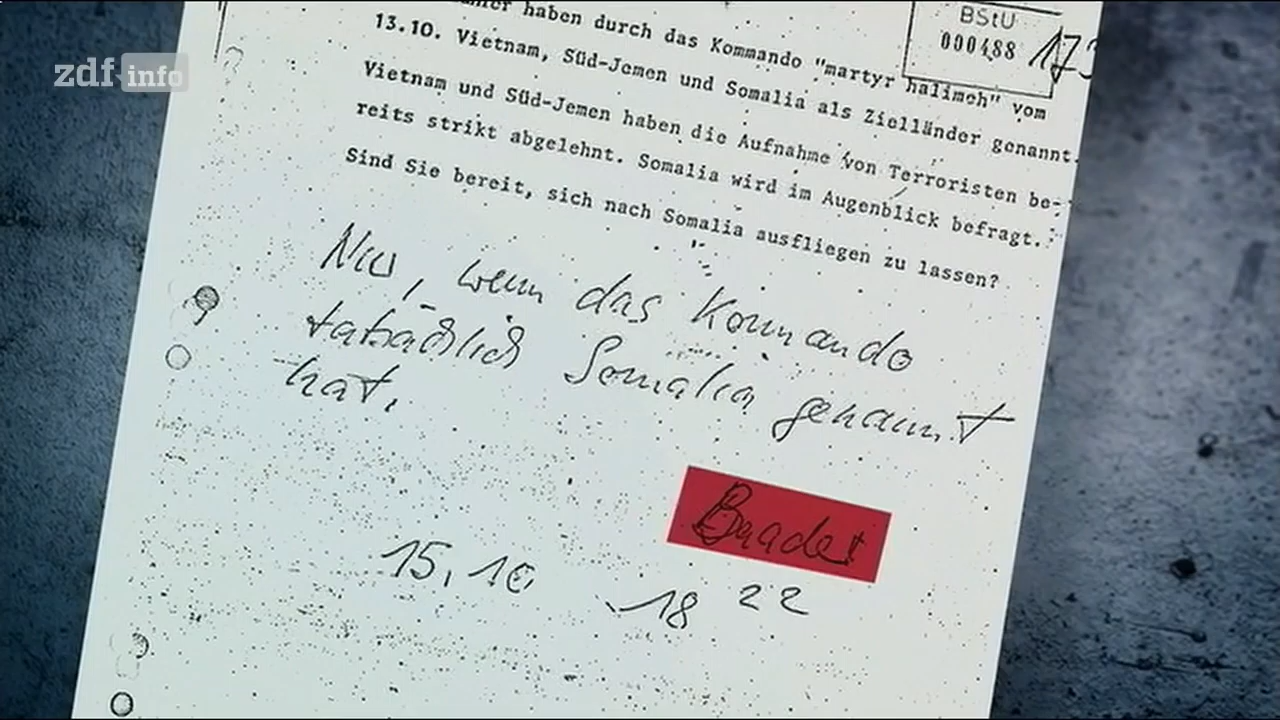 zdf info
BStU
000488
173
haben durch das Kommando "martyr halimeh" vom
13.10. Vietnam, Süd-Jemen und Somalia als Zielländer genannt.
Vietnam und Süd-Jemen haben die Aufnahme von Terroristen be-
reits strikt abgelehnt. Somalia wird im Augenblick befragt.
Sind Sie bereit, sich nach Somalia ausfliegen zu lassen?
Nur, wenn das Kommando
tatsächlich Somalia genannt
hat.
Baader
15.10 18 22